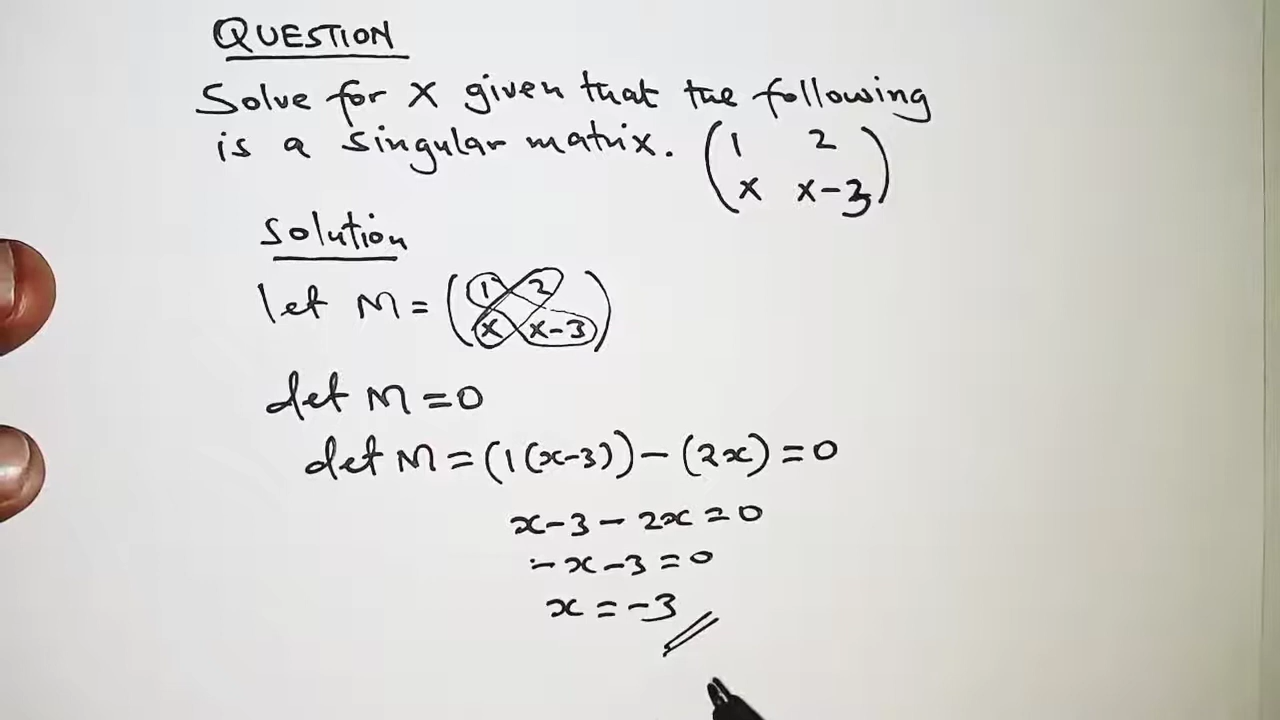 QUESTION
Solve for x given that the following
is a singular matrix. (1 2
x x-3)
Solution
let M = (1 2
x x-3)
det M = 0
det M = (1(x-3)) - (2x) = 0
x-3-2x=0
-x-3=0
x=-3